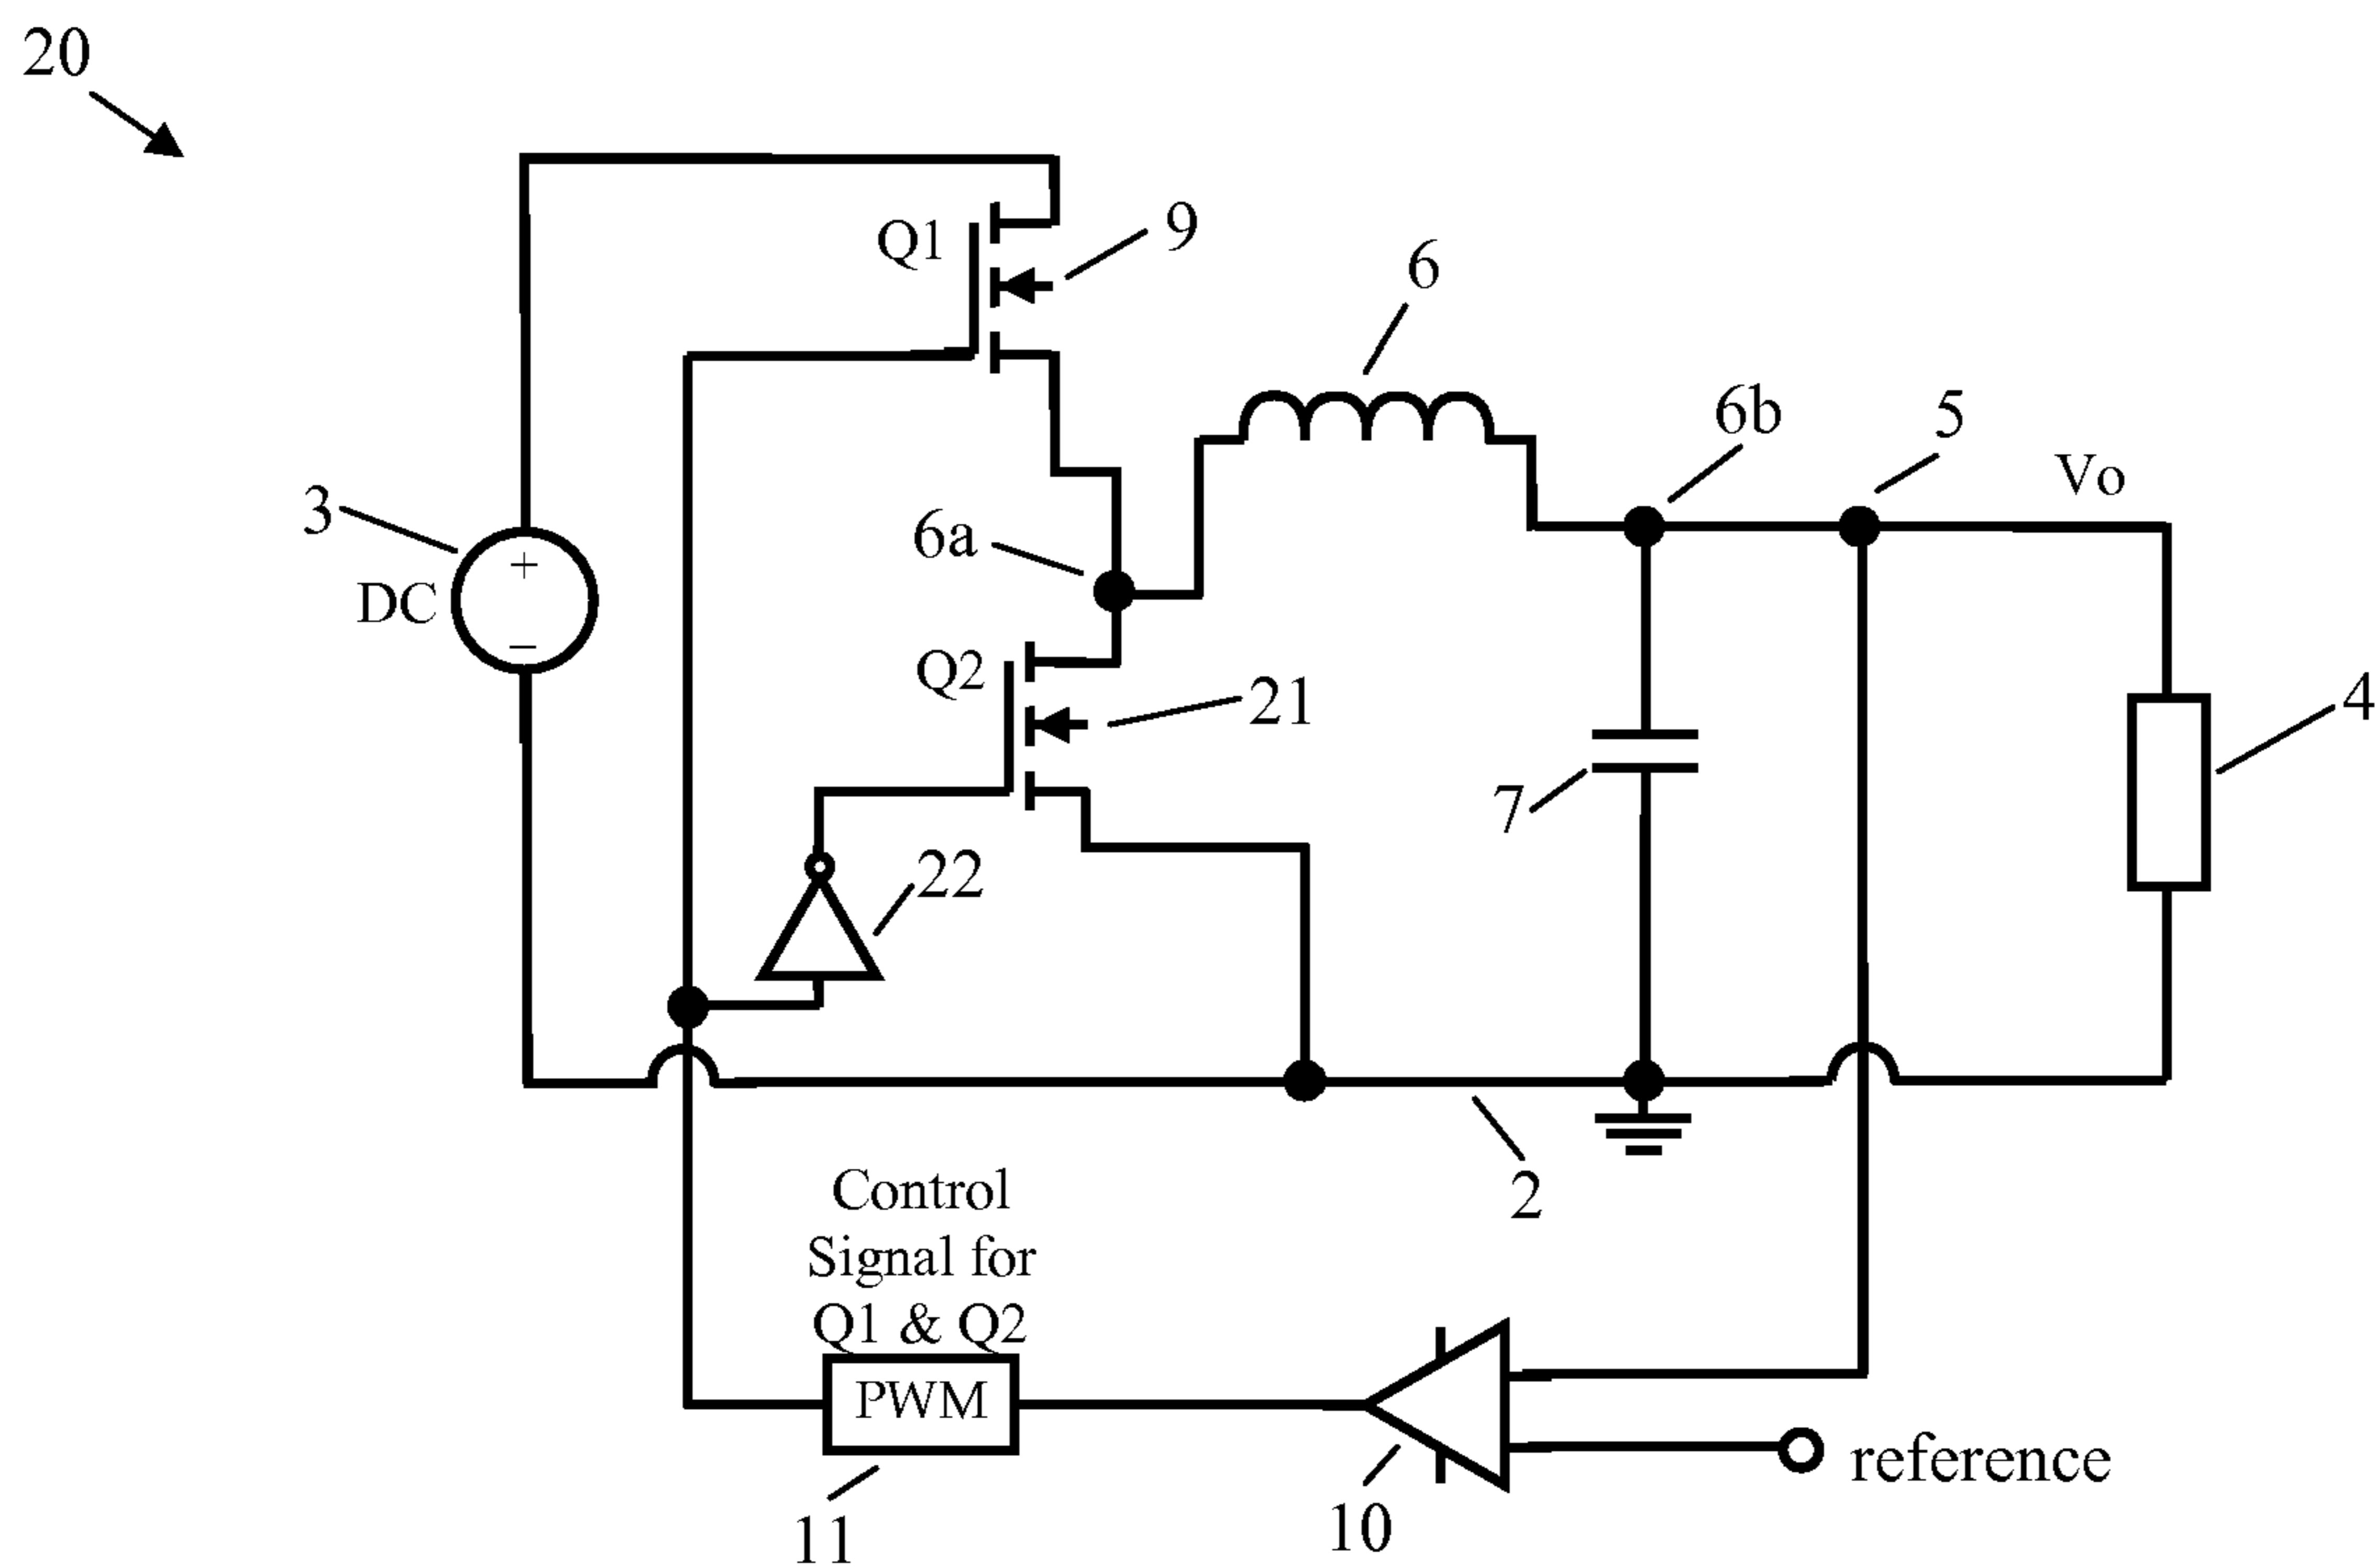 20
Q1
9
6
6b
5
Vo
3
+
DC
−
6a
Q2
21
4
7
22
2
Control
Signal for
Q1 & Q2
PWM
reference
10
11